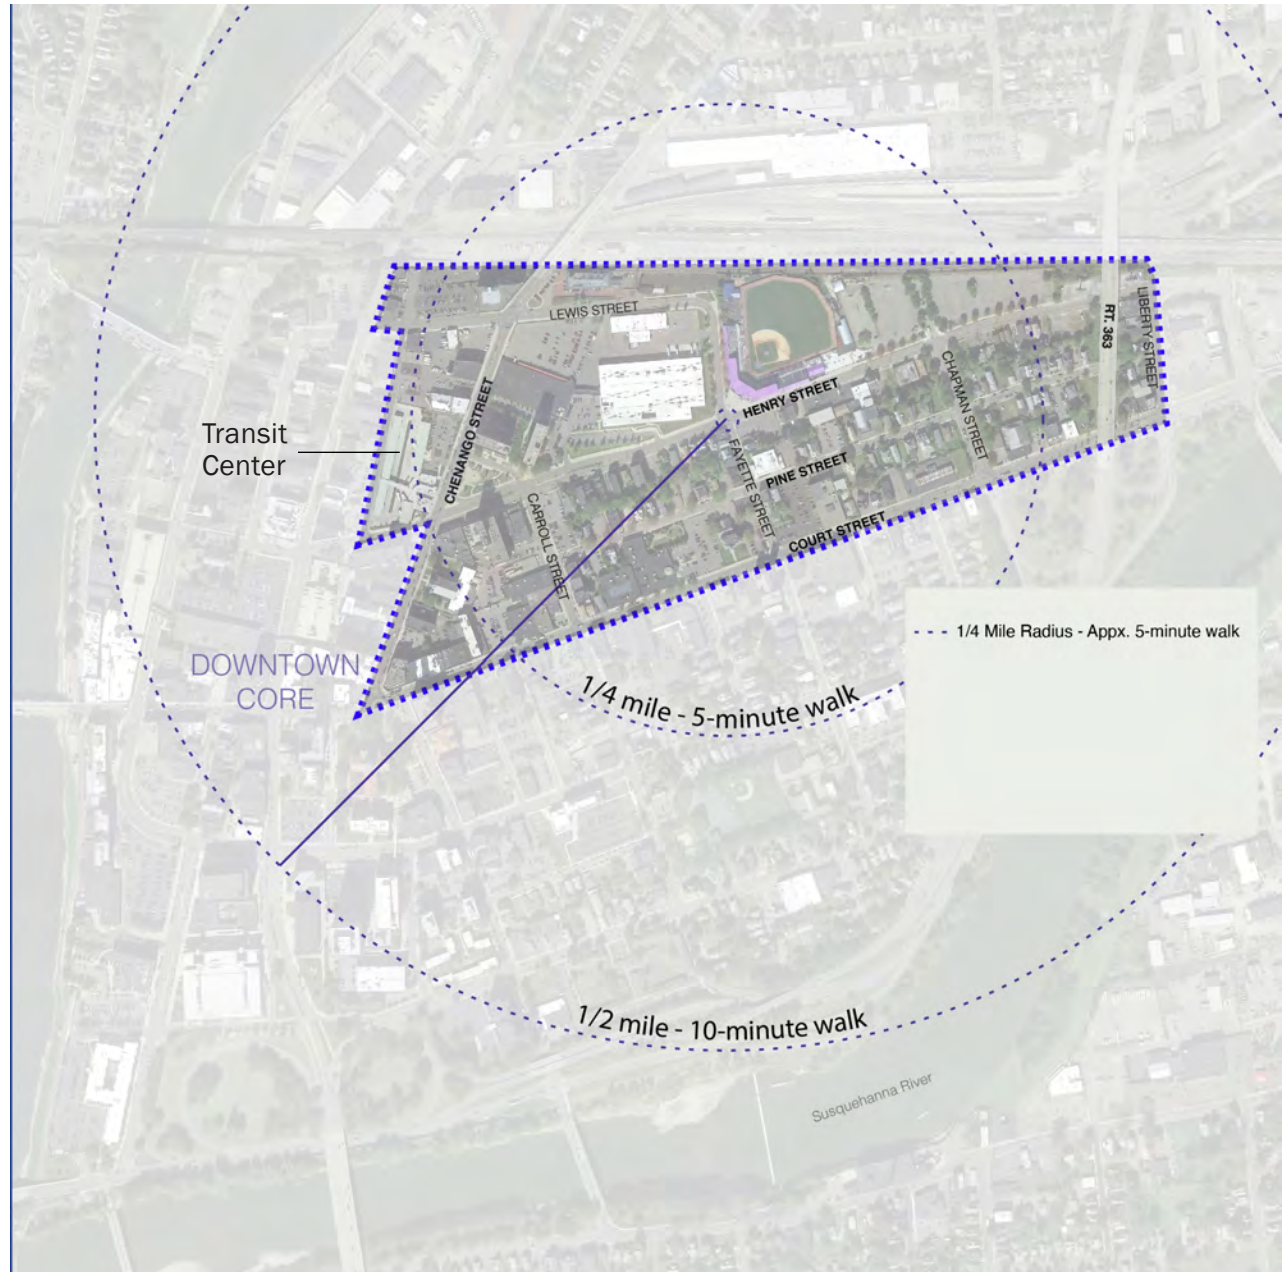 LEWIS STREET
LIBERTY STREET
RT. 363
CHAPMAN STREET
HENRY STREET
CHENANGO STREET
Transit
Center
FAYETTE STREET
PINE STREET
CARROLL STREET
COURT STREET
1/4 Mile Radius - Appx. 5-minute walk
DOWNTOWN
CORE
1/4 mile - 5-minute walk
1/2 mile - 10-minute walk
Susquehanna River